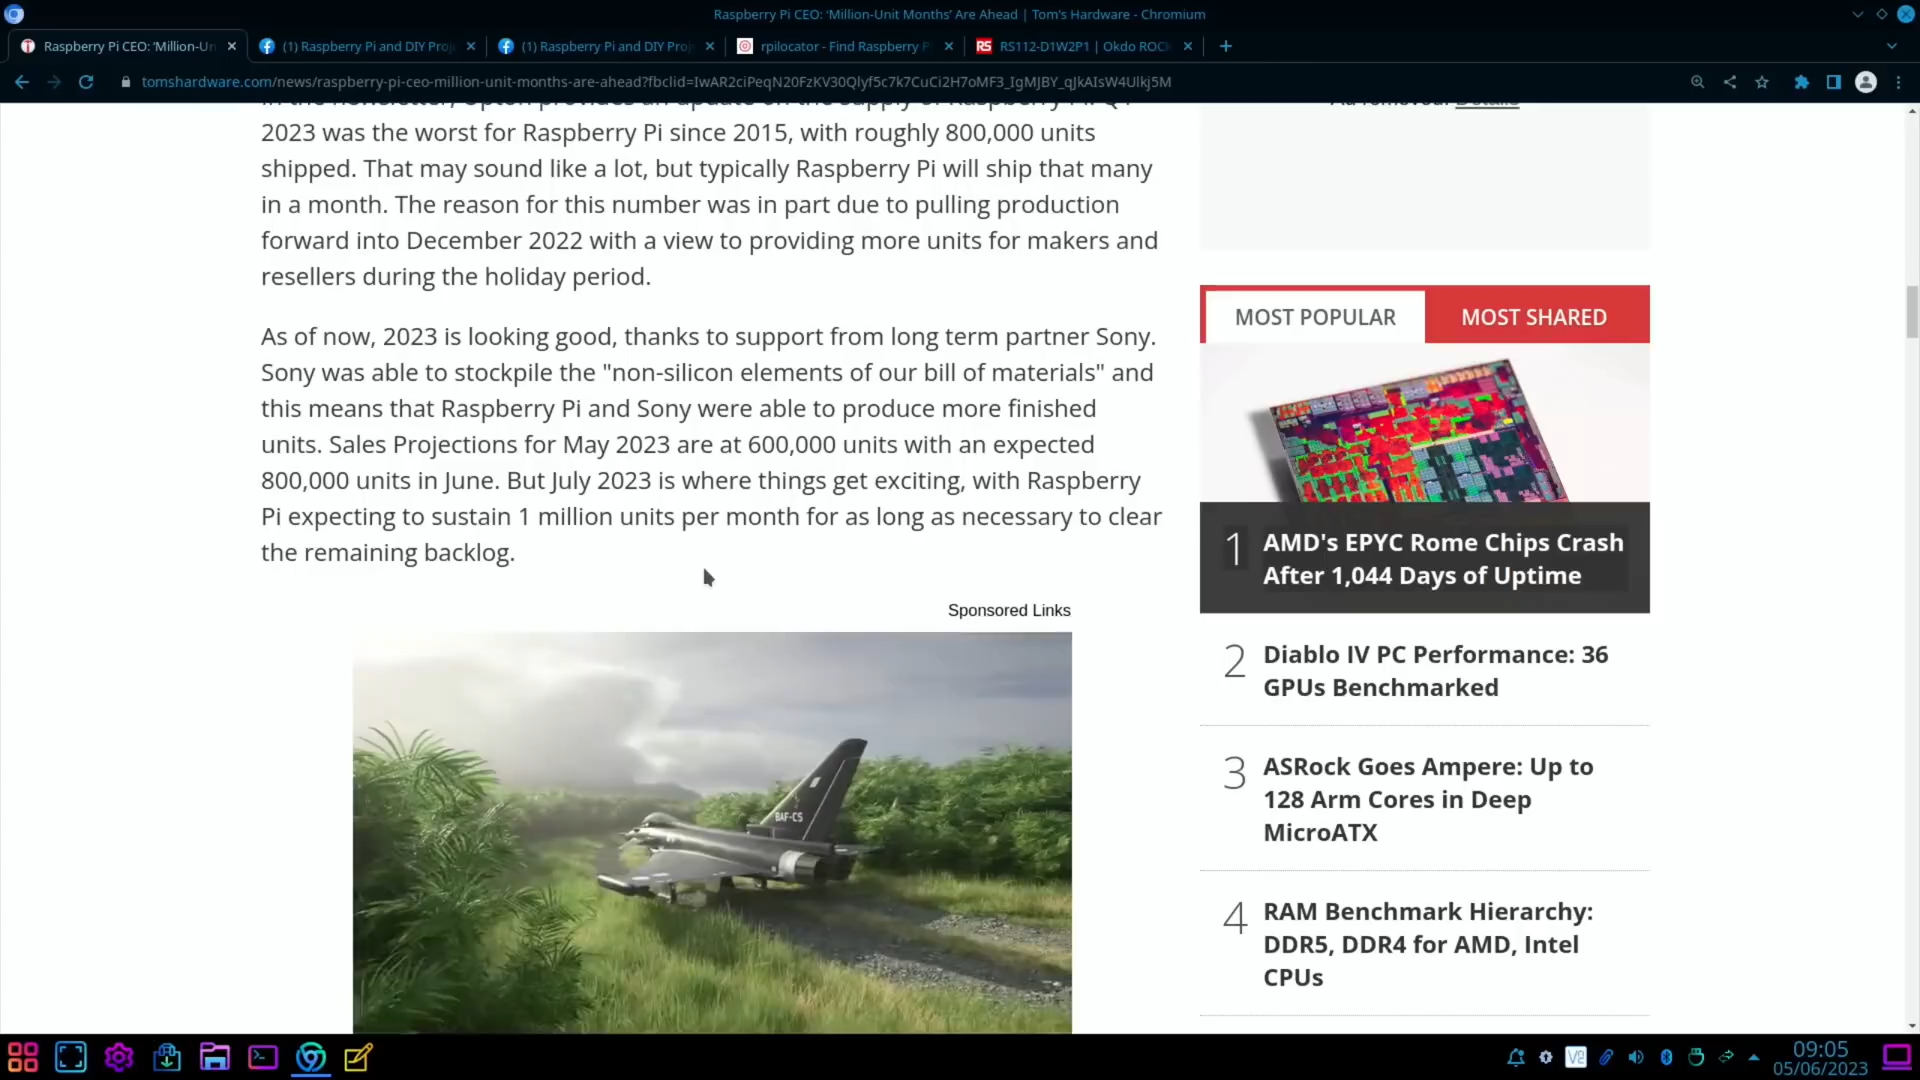 Raspberry Pi CEO: ‘Million-Unit Months’ Are Ahead | Tom's Hardware - Chromium
Raspberry Pi CEO: ‘Million-Un
(1) Raspberry Pi and DIY Proj
(1) Raspberry Pi and DIY Proj
rpilocator - Find Raspberry P
RS
RS112-D1W2P1 | Okdo ROCK
tomshardware.com/news/raspberry-pi-ceo-million-unit-months-are-ahead?fbclid=IwAR2ciPeqN20FzKV30Qlyf5c7k7CuCi2H7oMF3_IgMJBY_qJkAIsW4Ulkj5M
2023 was the worst for Raspberry Pi since 2015, with roughly 800,000 units
shipped. That may sound like a lot, but typically Raspberry Pi will ship that many
in a month. The reason for this number was in part due to pulling production
forward into December 2022 with a view to providing more units for makers and
resellers during the holiday period.
As of now, 2023 is looking good, thanks to support from long term partner Sony.
Sony was able to stockpile the "non-silicon elements of our bill of materials" and
this means that Raspberry Pi and Sony were able to produce more finished
units. Sales Projections for May 2023 are at 600,000 units with an expected
800,000 units in June. But July 2023 is where things get exciting, with Raspberry
Pi expecting to sustain 1 million units per month for as long as necessary to clear
the remaining backlog.
Sponsored Links
BAF-CS
MOST POPULAR
MOST SHARED
1
AMD's EPYC Rome Chips Crash
After 1,044 Days of Uptime
2
Diablo IV PC Performance: 36
GPUs Benchmarked
3
ASRock Goes Ampere: Up to
128 Arm Cores in Deep
MicroATX
4
RAM Benchmark Hierarchy:
DDR5, DDR4 for AMD, Intel
CPUs
09:05
05/06/2023